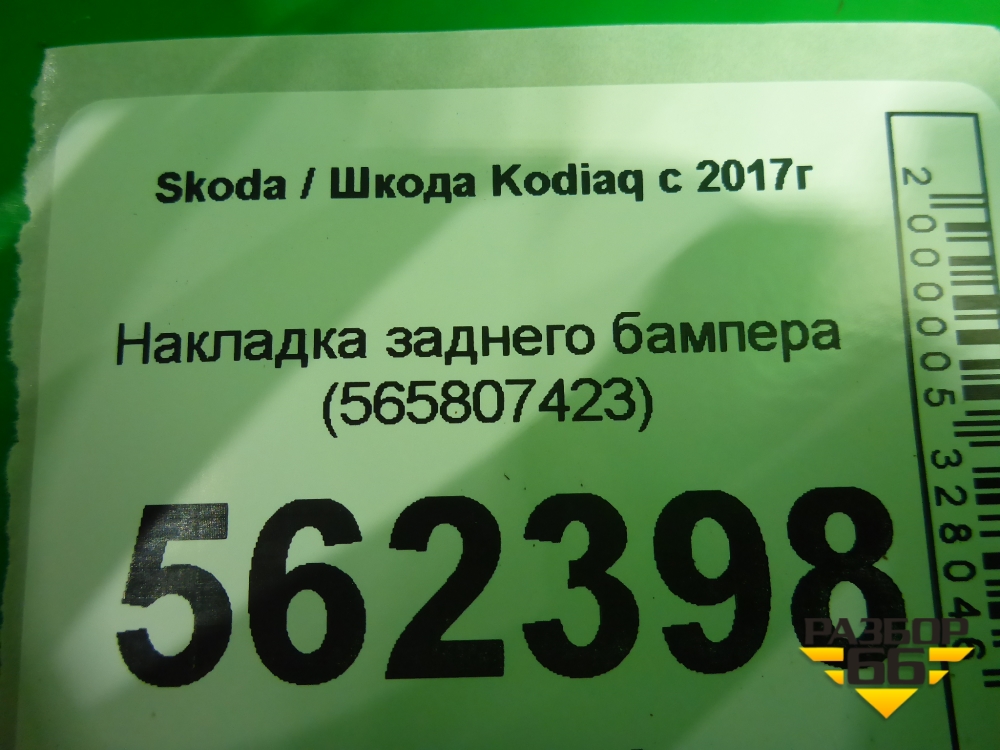 Skoda / Шкода Kodiaq с 2017г
Накладка заднего бампера
(565807423)
562398
2000005328046
РАЗБОР
66